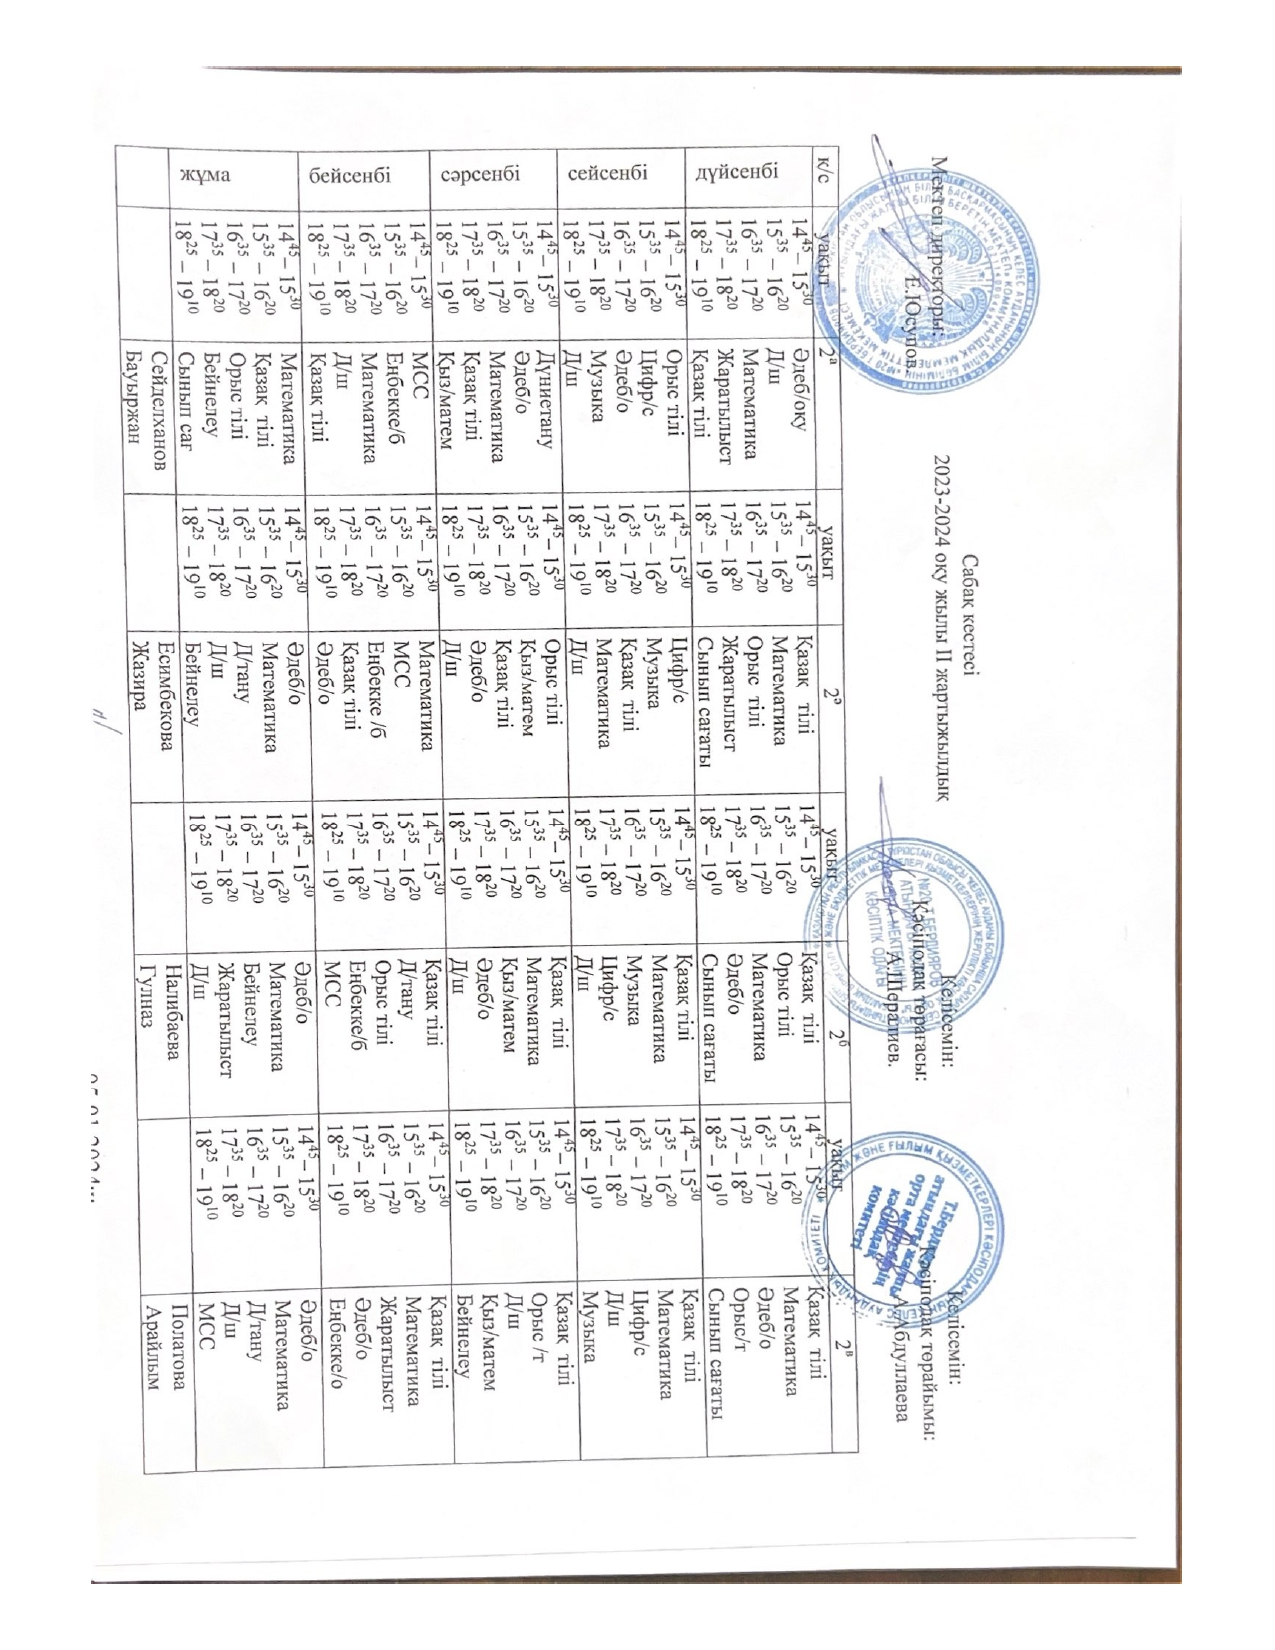 Сабақ кестесі
2023-2024 оқу жылы II жартыжылдық
Мектеп директоры:
Е.Юсупов
Келісемін:
Кәсіподақ төрағасы:
А.Пералиев.
Келісемін:
Кәсіподақ төрайымы:
А.Абдуллаева
к/с уақыт 2ᵃ уақыт 2ᵊ уақыт 2ᵇ уақыт 2ᵛ
дүйсенбі
14⁴⁵– 15³⁰ Әдеб/оқу 14⁴⁵– 15³⁰ Қазақ тілі 14⁴⁵– 15³⁰ Қазақ тілі 14⁴⁵– 15³⁰ Қазақ тілі
15³⁵ – 16²⁰ Д/ш 15³⁵ – 16²⁰ Математика 15³⁵ – 16²⁰ Орыс тілі 15³⁵ – 16²⁰ Математика
16³⁵ – 17²⁰ Математика 16³⁵ – 17²⁰ Орыс тілі 16³⁵ – 17²⁰ Математика 16³⁵ – 17²⁰ Әдеб/о
17³⁵ – 18²⁰ Жаратылыст 17³⁵ – 18²⁰ Жаратылыст 17³⁵ – 18²⁰ Әдеб/о 17³⁵ – 18²⁰ Орыс/т
18²⁵ – 19¹⁰ Қазақ тілі 18²⁵ – 19¹⁰ Сынып сағаты 18²⁵ – 19¹⁰ Сынып сағаты 18²⁵ – 19¹⁰ Сынып сағаты
сейсенбі
14⁴⁵– 15³⁰ Орыс тілі 14⁴⁵– 15³⁰ Цифр/с 14⁴⁵– 15³⁰ Қазақ тілі 14⁴⁵– 15³⁰ Қазақ тілі
15³⁵ – 16²⁰ Цифр/с 15³⁵ – 16²⁰ Музыка 15³⁵ – 16²⁰ Математика 15³⁵ – 16²⁰ Математика
16³⁵ – 17²⁰ Әдеб/о 16³⁵ – 17²⁰ Қазақ тілі 16³⁵ – 17²⁰ Музыка 16³⁵ – 17²⁰ Цифр/с
17³⁵ – 18²⁰ Музыка 17³⁵ – 18²⁰ Математика 17³⁵ – 18²⁰ Цифр/с 17³⁵ – 18²⁰ Д/ш
18²⁵ – 19¹⁰ Д/ш 18²⁵ – 19¹⁰ Д/ш 18²⁵ – 19¹⁰ Д/ш 18²⁵ – 19¹⁰ Музыка
сәрсенбі
14⁴⁵– 15³⁰ Дүниетану 14⁴⁵– 15³⁰ Орыс тілі 14⁴⁵– 15³⁰ Қазақ тілі 14⁴⁵– 15³⁰ Қазақ тілі
15³⁵ – 16²⁰ Әдеб/о 15³⁵ – 16²⁰ Қыз/матем 15³⁵ – 16²⁰ Математика 15³⁵ – 16²⁰ Орыс /т
16³⁵ – 17²⁰ Математика 16³⁵ – 17²⁰ Қазақ тілі 16³⁵ – 17²⁰ Қыз/матем 16³⁵ – 17²⁰ Д/ш
17³⁵ – 18²⁰ Қазақ тілі 17³⁵ – 18²⁰ Әдеб/о 17³⁵ – 18²⁰ Әдеб/о 17³⁵ – 18²⁰ Қыз/матем
18²⁵ – 19¹⁰ Қыз/матем 18²⁵ – 19¹⁰ Д/ш 18²⁵ – 19¹⁰ Д/ш 18²⁵ – 19¹⁰ Бейнелеу
бейсенбі
14⁴⁵– 15³⁰ МСС 14⁴⁵– 15³⁰ Математика 14⁴⁵– 15³⁰ Қазақ тілі 14⁴⁵– 15³⁰ Қазақ тілі
15³⁵ – 16²⁰ Еңбекке/б 15³⁵ – 16²⁰ МСС 15³⁵ – 16²⁰ Д/тану 15³⁵ – 16²⁰ Математика
16³⁵ – 17²⁰ Математика 16³⁵ – 17²⁰ Еңбекке /б 16³⁵ – 17²⁰ Орыс тілі 16³⁵ – 17²⁰ Жаратылыст
17³⁵ – 18²⁰ Д/ш 17³⁵ – 18²⁰ Қазақ тілі 17³⁵ – 18²⁰ Еңбекке/б 17³⁵ – 18²⁰ Әдеб/о
18²⁵ – 19¹⁰ Қазақ тілі 18²⁵ – 19¹⁰ Әдеб/о 18²⁵ – 19¹⁰ МСС 18²⁵ – 19¹⁰ Еңбекке/о
жұма
14⁴⁵– 15³⁰ Математика 14⁴⁵– 15³⁰ Әдеб/о 14⁴⁵– 15³⁰ Әдеб/о 14⁴⁵– 15³⁰ Әдеб/о
15³⁵ – 16²⁰ Қазақ тілі 15³⁵ – 16²⁰ Математика 15³⁵ – 16²⁰ Математика 15³⁵ – 16²⁰ Математика
16³⁵ – 17²⁰ Орыс тілі 16³⁵ – 17²⁰ Д/тану 16³⁵ – 17²⁰ Бейнелеу 16³⁵ – 17²⁰ Д/тану
17³⁵ – 18²⁰ Бейнелеу 17³⁵ – 18²⁰ Д/ш 17³⁵ – 18²⁰ Жаратылыст 17³⁵ – 18²⁰ Д/ш
18²⁵ – 19¹⁰ Сынып сағ 18²⁵ – 19¹⁰ Бейнелеу 18²⁵ – 19¹⁰ Д/ш 18²⁵ – 19¹⁰ МСС
Сейделханов Есимбекова Налибаева Полатова
Бауыржан Жазира Гулназ Арайлым